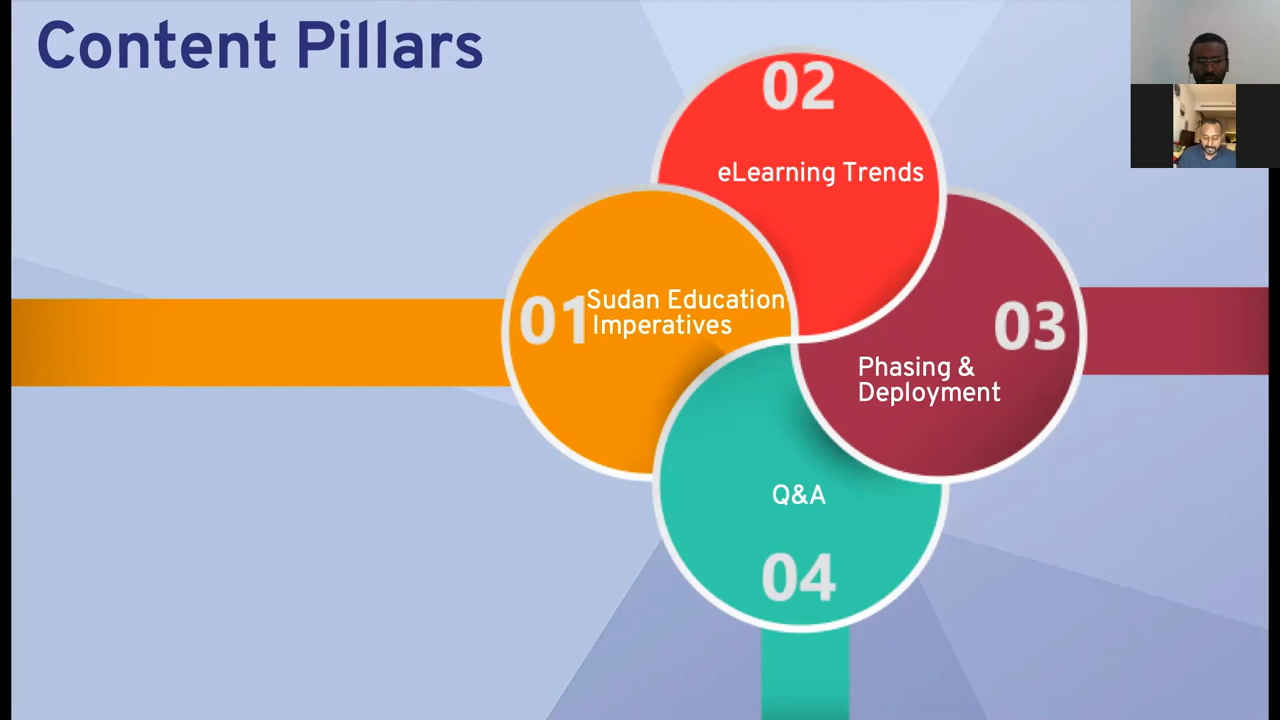 Content Pillars
02
eLearning Trends
01
Sudan Education
Imperatives
03
Phasing &
Deployment
Q&A
04